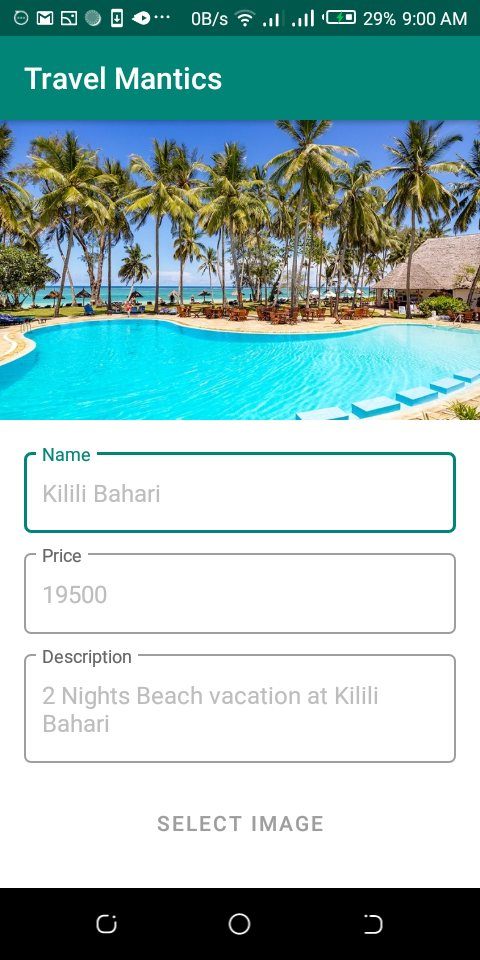 0B/s 29% 9:00 AM
Travel Mantics
Name
Kilili Bahari
Price
19500
Description
2 Nights Beach vacation at Kilili
Bahari
SELECT IMAGE